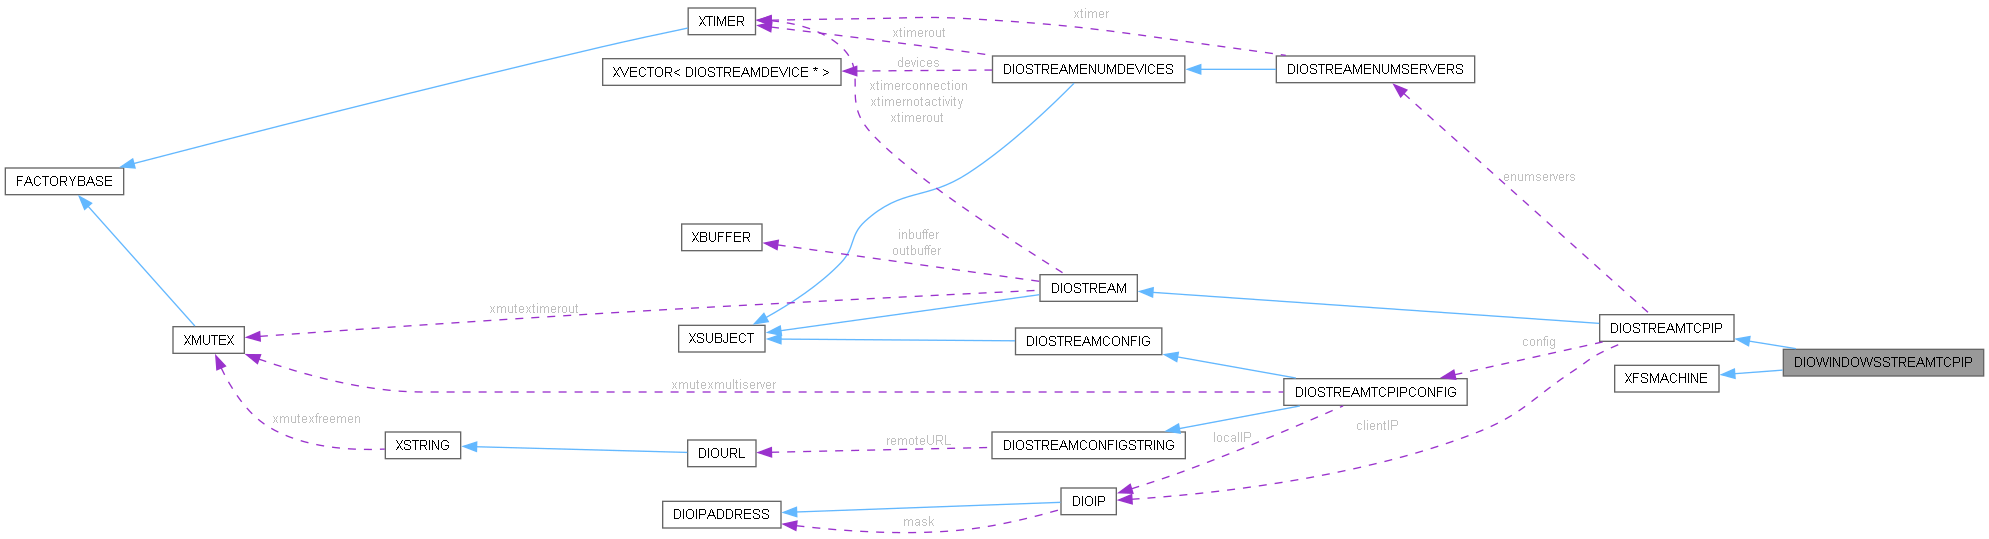 xtimer
XTIMER
xtimerout
XVECTOR< DIOSTREAMDEVICE * >
devices
DIOSTREAMENUMDEVICES
DIOSTREAMENUMSERVERS
xtimerconnection
xtimernotactivity
xtimerout
FACTORYBASE
enumservers
XBUFFER
inbuffer
outbuffer
DIOSTREAM
xmutextimerout
XMUTEX
XSUBJECT
DIOSTREAMCONFIG
config
DIOSTREAMTCPIP
DIOWINDOWSSTREAMTCPIP
XFSMACHINE
xmutexmultiserver
DIOSTREAMTCPIPCONFIG
xmutexfreemen
XSTRING
DIOURL
remoteURL
DIOSTREAMCONFIGSTRING
localIP
clientIP
DIOIPADDRESS
mask
DIOIP